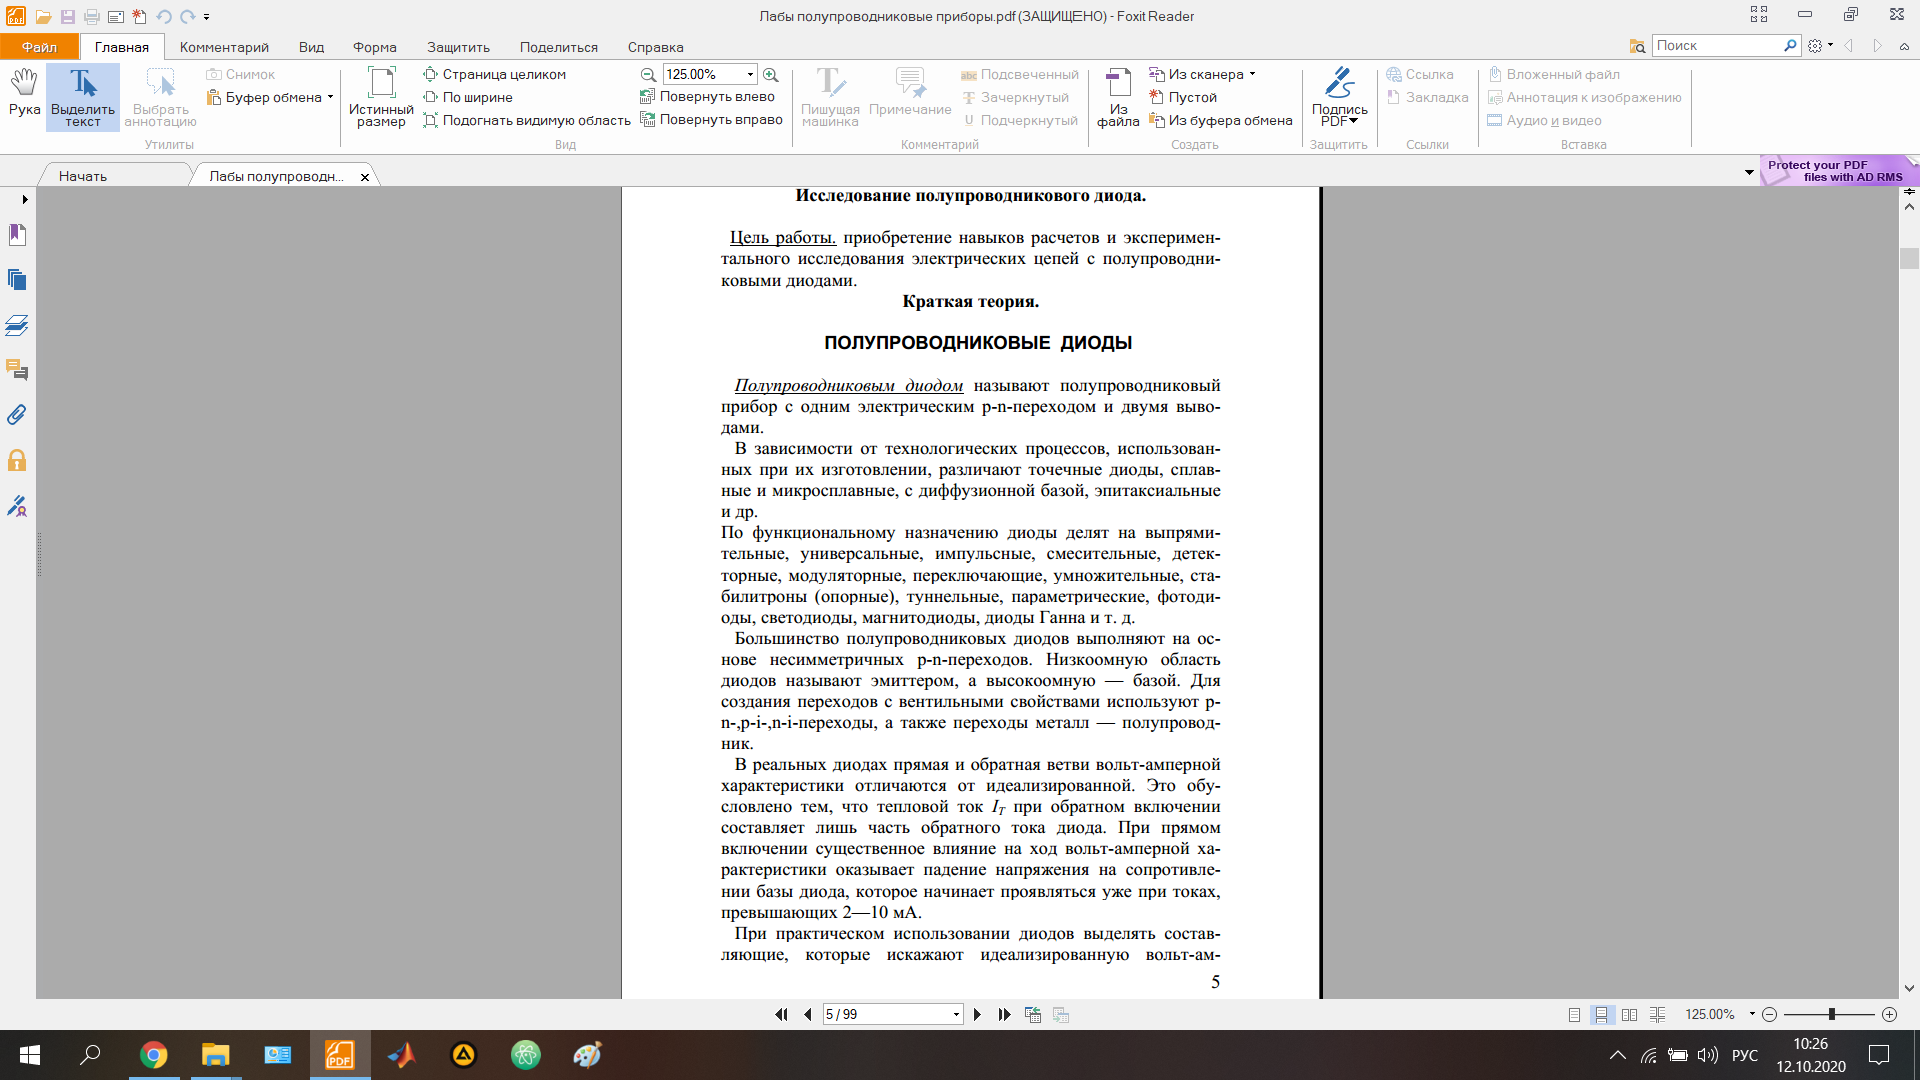 Лабы полупроводниковые приборы.pdf (ЗАЩИЩЕНО) - Foxit Reader
Файл Главная Комментарий Вид Форма Защитить Поделиться Справка Поиск
Рука
Выделить текст
Выбрать аннотацию
Снимок
Буфер обмена
Утилиты
Истинный размер
Страница целиком
По ширине
Подогнать видимую область
125.00%
Повернуть влево
Повернуть вправо
Вид
Пишущая машинка
Примечание
Подсвеченный
Зачеркнутый
Подчеркнутый
Комментарий
Из файла
Из сканера
Пустой
Из буфера обмена
Создать
Подпись PDF
Защитить
Ссылка
Закладка
Ссылки
Вложенный файл
Аннотация к изображению
Аудио и видео
Вставка
Начать
Лабы полупроводн...
Protect your PDF
files with AD RMS
Исследование полупроводникового диода.
Цель работы. приобретение навыков расчетов и эксперимен-
тального исследования электрических цепей с полупроводни-
ковыми диодами.
Краткая теория.
ПОЛУПРОВОДНИКОВЫЕ ДИОДЫ
Полупроводниковым диодом называют полупроводниковый
прибор с одним электрическим p-n-переходом и двумя выво-
дами.
В зависимости от технологических процессов, использован-
ных при их изготовлении, различают точечные диоды, сплав-
ные и микросплавные, с диффузионной базой, эпитаксиальные
и др.
По функциональному назначению диоды делят на выпрями-
тельные, универсальные, импульсные, смесительные, детек-
торные, модуляторные, переключающие, умножительные, ста-
билитроны (опорные), туннельные, параметрические, фотоди-
оды, светодиоды, магнитодиоды, диоды Ганна и т. д.
Большинство полупроводниковых диодов выполняют на ос-
нове несимметричных p-n-переходов. Низкоомную область
диодов называют эмиттером, а высокоомную — базой. Для
создания переходов с вентильными свойствами используют p-
n-,p-i-,n-i-переходы, а также переходы металл — полупровод-
ник.
В реальных диодах прямая и обратная ветви вольт-амперной
характеристики отличаются от идеализированной. Это обу-
словлено тем, что тепловой ток IT при обратном включении
составляет лишь часть обратного тока диода. При прямом
включении существенное влияние на ход вольт-амперной ха-
рактеристики оказывает падение напряжения на сопротивле-
нии базы диода, которое начинает проявляться уже при токах,
превышающих 2—10 мА.
При практическом использовании диодов выделять состав-
ляющие, которые искажают идеализированную вольт-ам-
5
5 / 99
125.00%
РУС
10:26
12.10.2020